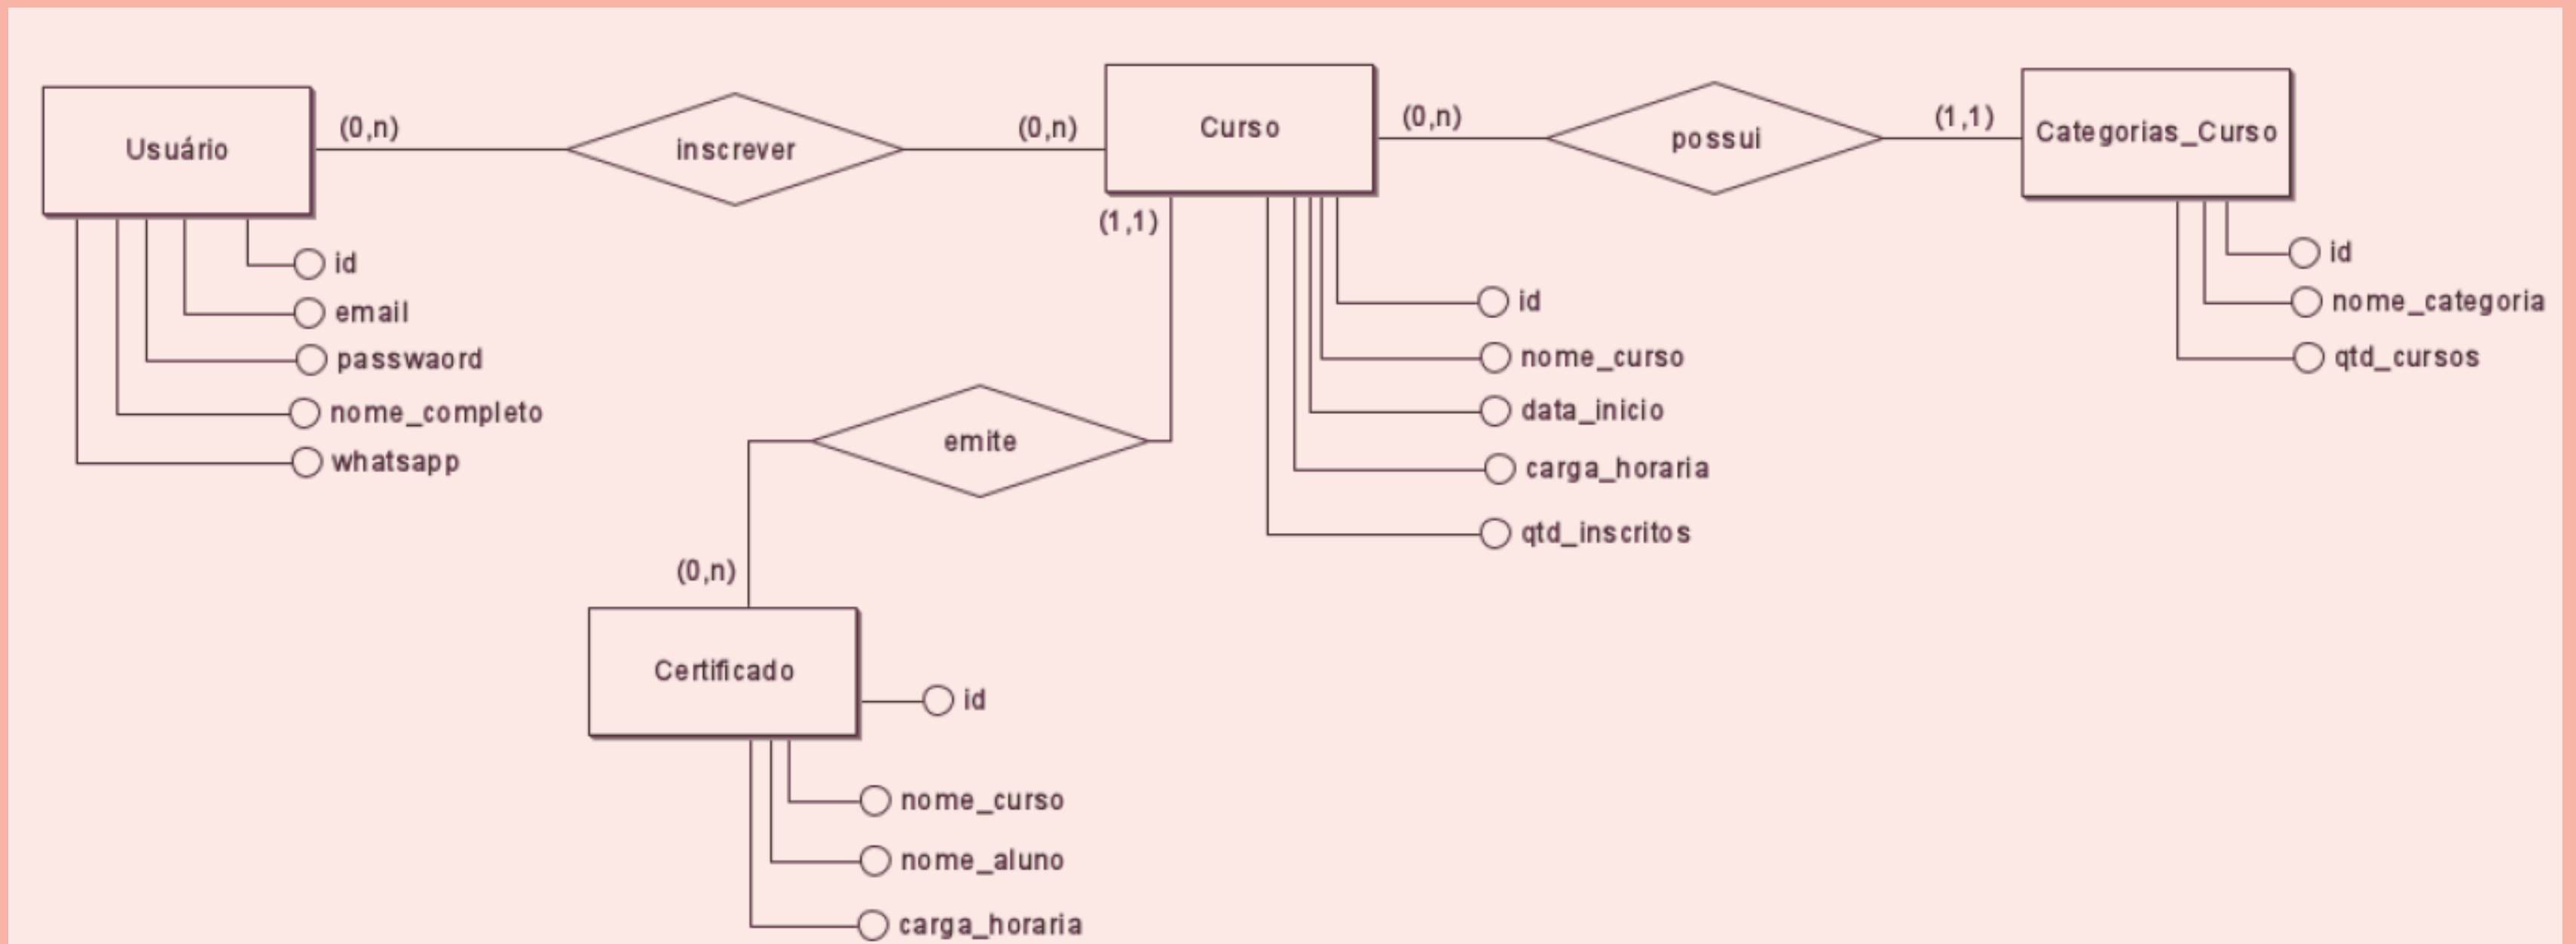 Usuário
(0,n)
inscrever
(0,n)
Curso
(0,n)
possui
(1,1)
Categorias_Curso
id
email
passwaord
nome_completo
whatsapp
(1,1)
id
nome_curso
data_inicio
carga_horaria
qtd_inscritos
id
nome_categoria
qtd_cursos
emite
(0,n)
Certificado
id
nome_curso
nome_aluno
carga_horaria